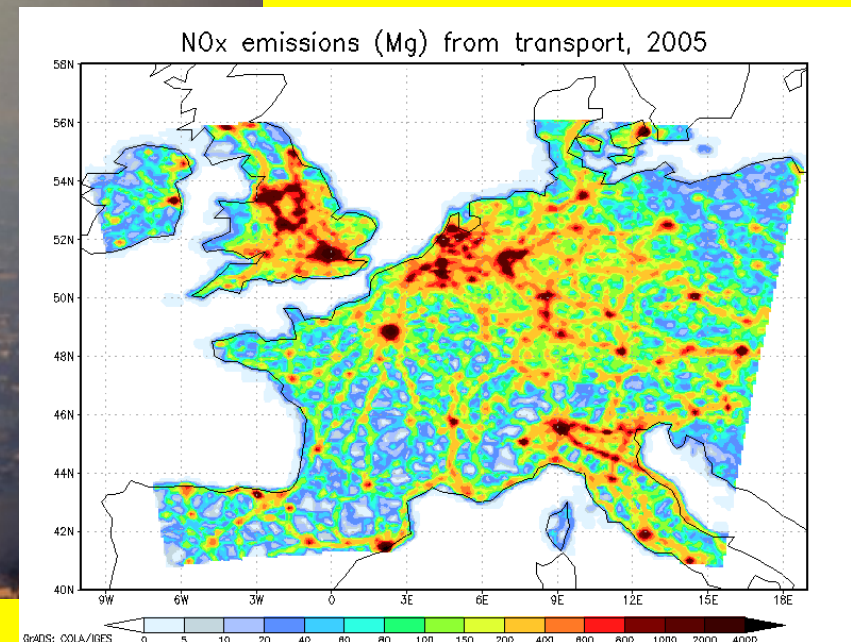 NOx emissions (Mg) from transport, 2005
58N
56N
54N
52N
50N
48N
46N
44N
42N
40N
9W 6W 3W 0 3E 6E 9E 12E 15E 18E
0 5 10 20 40 60 80 100 150 200 400 600 800 1000 2000 4000
GrADS: COLA/IGES